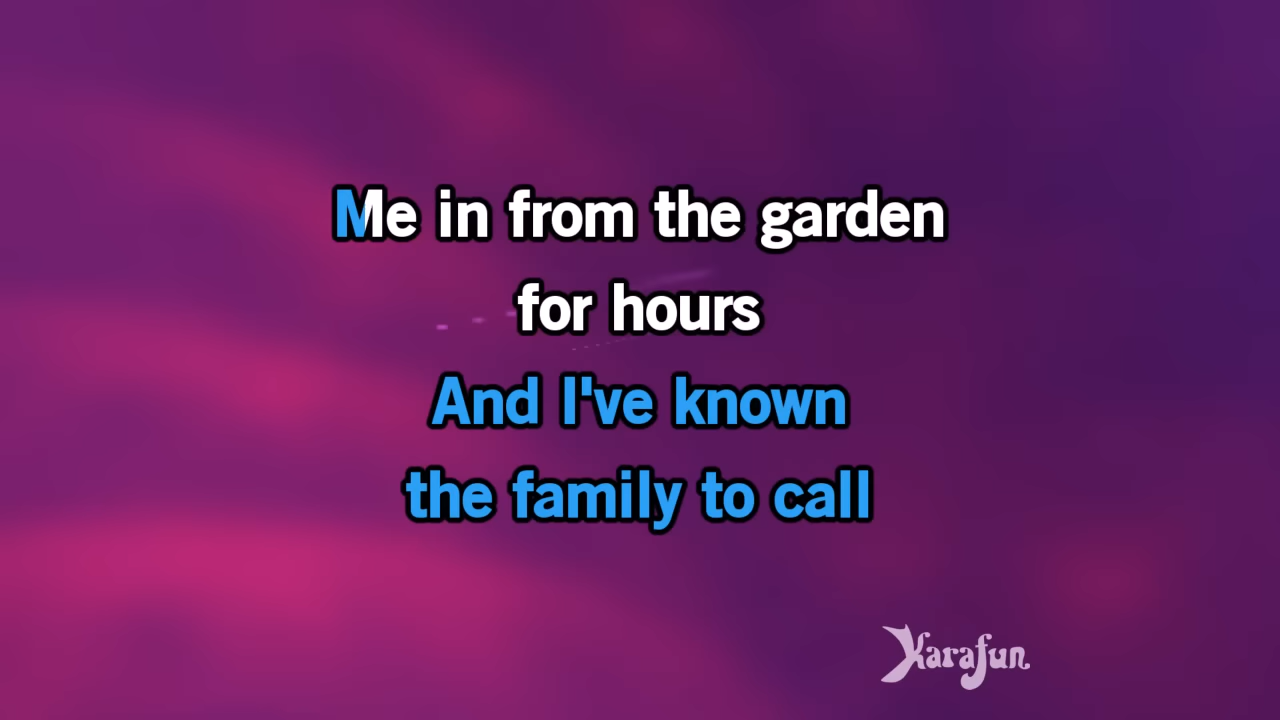 And I've known
the family to call
Me in from the garden
for hours
Karafun